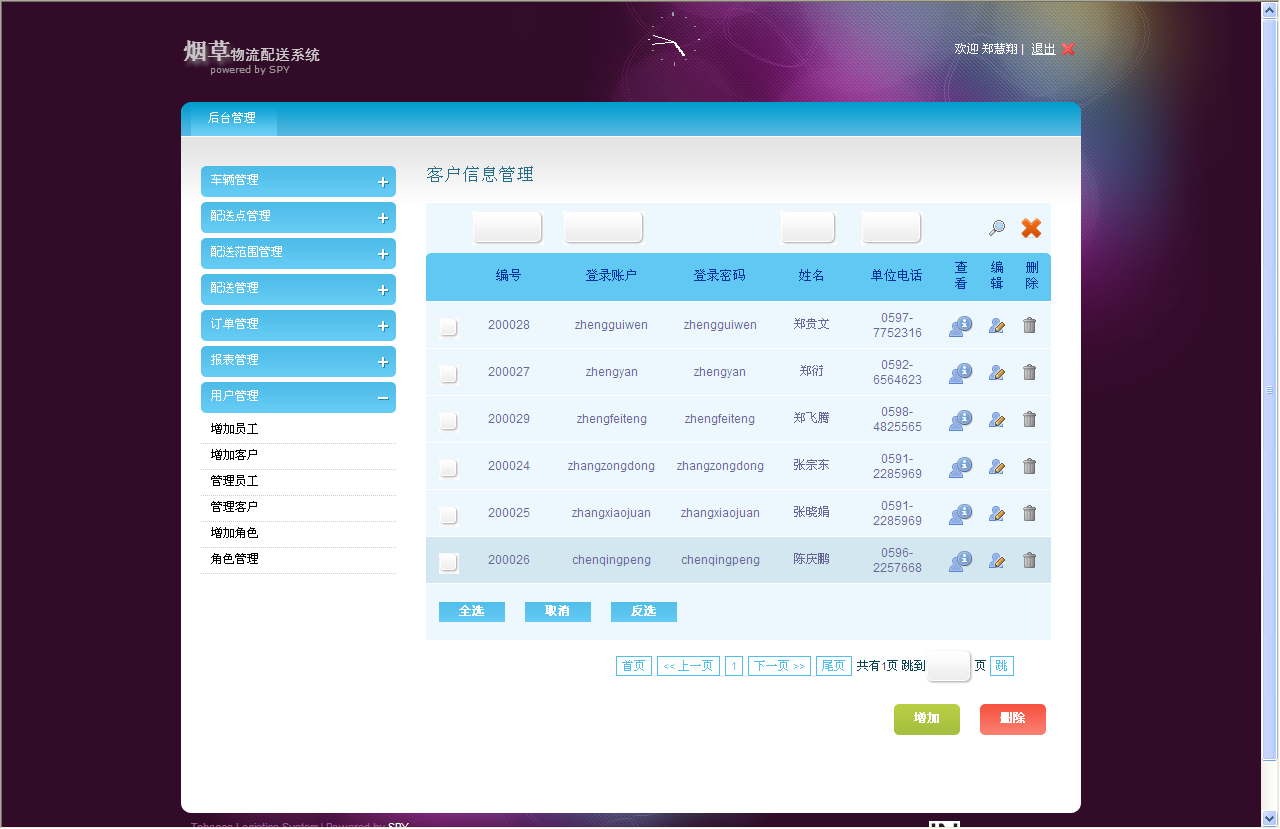 烟草物流配送系统
powered by SPY
欢迎 郑慧翔 | 退出
后台管理
车辆管理
配送点管理
配送范围管理
配送管理
订单管理
报表管理
用户管理
增加员工
增加客户
管理员工
管理客户
增加角色
角色管理
客户信息管理
编号 登录账户 登录密码 姓名 单位电话 查看 编辑 删除
200028 zhengguiwen zhengguiwen 郑贵文 0597-7752316
200027 zhengyan zhengyan 郑衍 0592-6564623
200029 zhengfeiteng zhengfeiteng 郑飞腾 0598-4825565
200024 zhangzongdong zhangzongdong 张宗东 0591-2285969
200025 zhangxiaojuan zhangxiaojuan 张晓娟 0591-2285969
200026 chenqingpeng chenqingpeng 陈庆鹏 0596-2257668
全选 取消 反选
首页 << 上一页 1 下一页 >> 尾页 共有1页 跳到 页 跳
增加 删除
Tobacco Logistics System | Powered by SPY